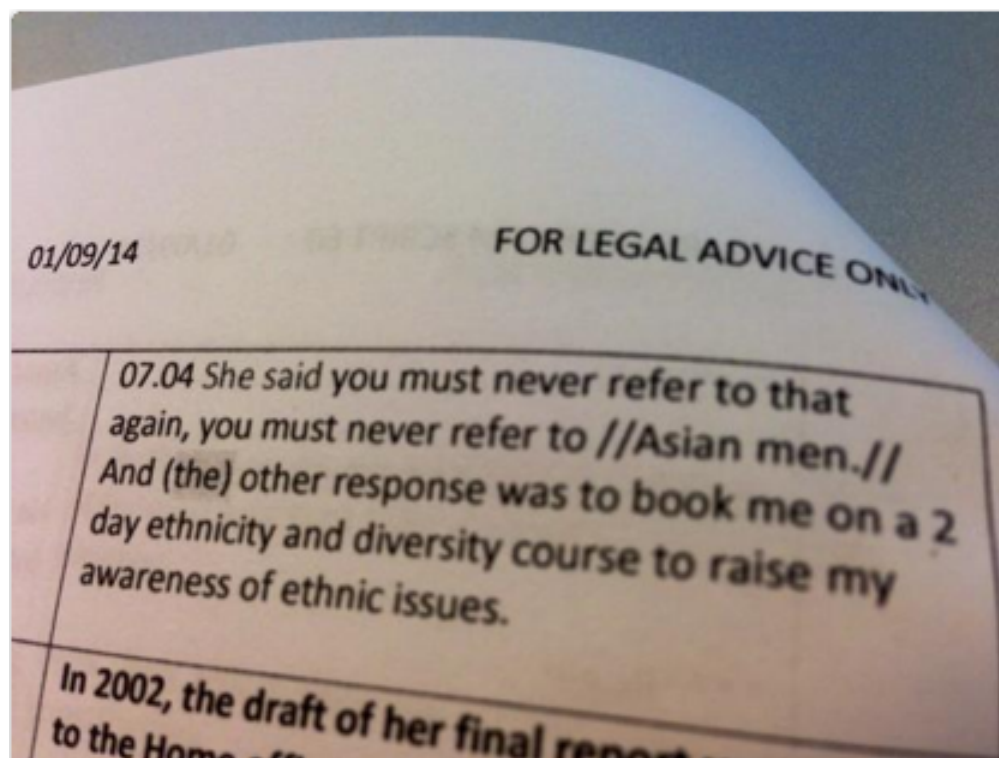 01/09/14
FOR LEGAL ADVICE ONLY
07.04 She said you must never refer to that
again, you must never refer to //Asian men.//
And (the) other response was to book me on a 2
day ethnicity and diversity course to raise my
awareness of ethnic issues.
In 2002, the draft of her final report
to the Home